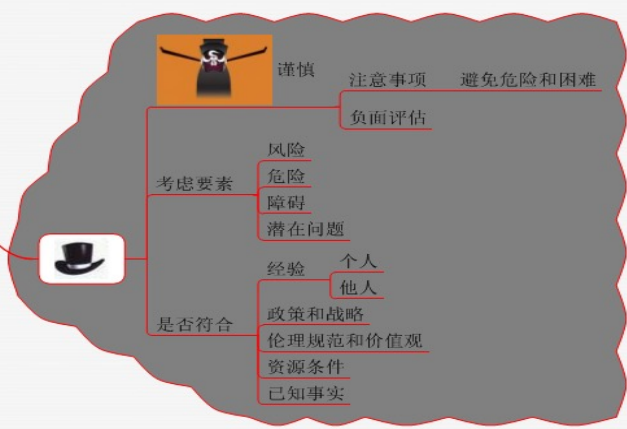 谨慎
注意事项
避免危险和困难
负面评估
考虑要素
风险
危险
障碍
潜在问题
是否符合
经验
个人
他人
政策和战略
伦理规范和价值观
资源条件
已知事实